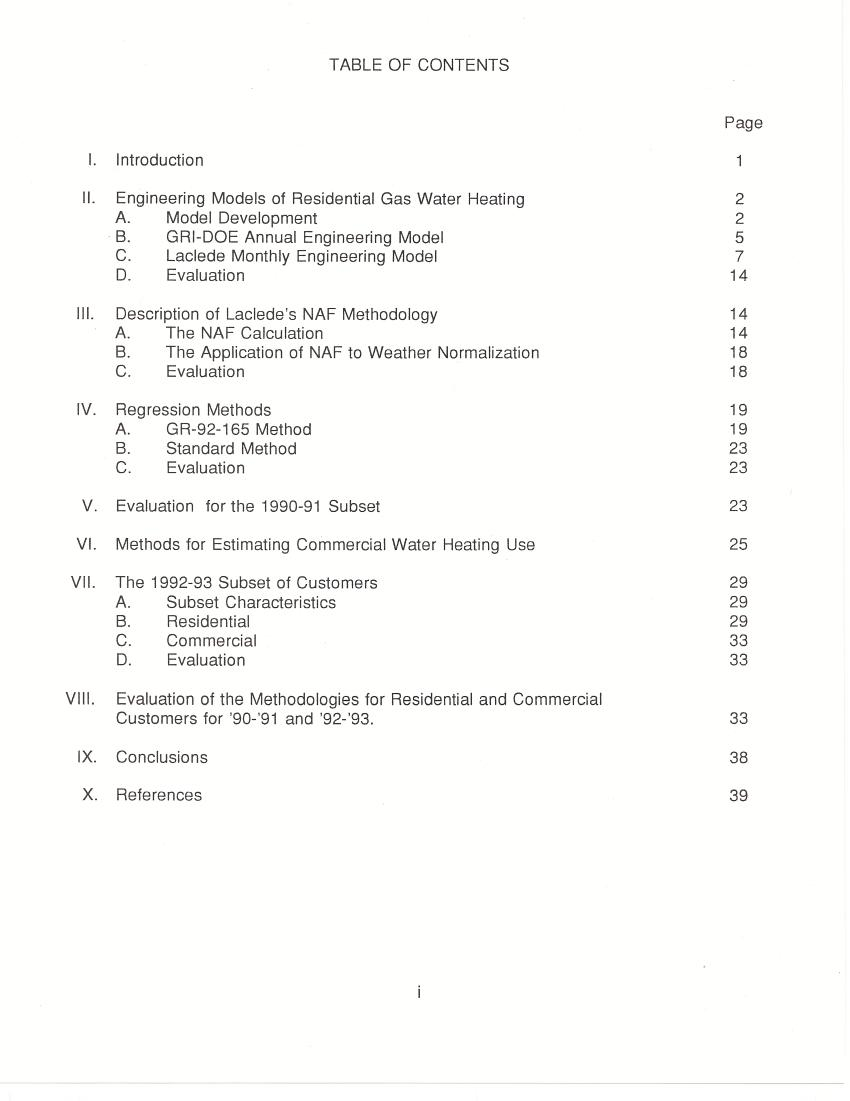 TABLE OF CONTENTS
Page
I. Introduction 1
II. Engineering Models of Residential Gas Water Heating 2
A. Model Development 2
B. GRI-DOE Annual Engineering Model 5
C. Laclede Monthly Engineering Model 7
D. Evaluation 14
III. Description of Laclede's NAF Methodology 14
A. The NAF Calculation 14
B. The Application of NAF to Weather Normalization 18
C. Evaluation 18
IV. Regression Methods 19
A. GR-92-165 Method 19
B. Standard Method 23
C. Evaluation 23
V. Evaluation for the 1990-91 Subset 23
VI. Methods for Estimating Commercial Water Heating Use 25
VII. The 1992-93 Subset of Customers 29
A. Subset Characteristics 29
B. Residential 29
C. Commercial 33
D. Evaluation 33
VIII. Evaluation of the Methodologies for Residential and Commercial
Customers for '90-'91 and '92-'93. 33
IX. Conclusions 38
X. References 39
i